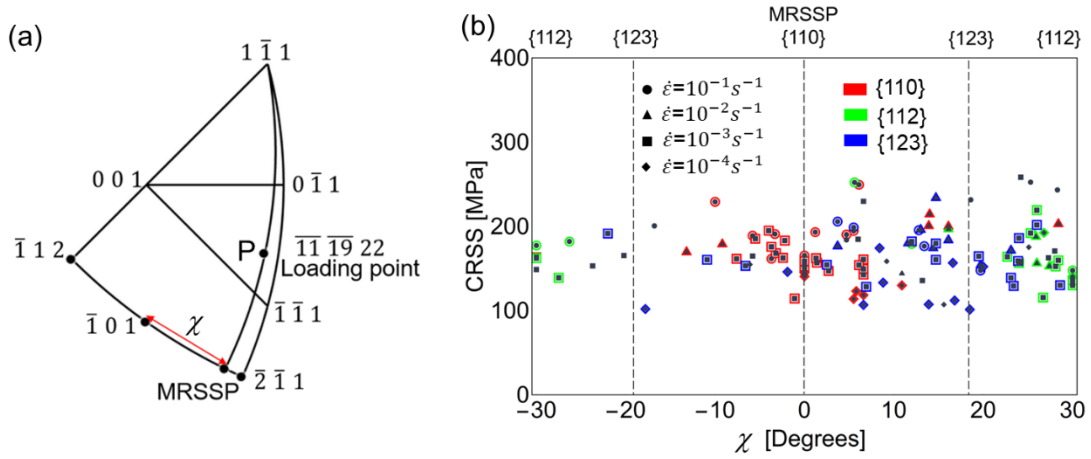 (a)
1 1̄ 1
0 0 1
0 1̄ 1
1̄ 1 2
P
1̄1̄ 1̄9̄ 22
Loading point
1̄ 0 1
χ
1̄ 1̄ 1
MRSSP
2̄ 1̄ 1
(b)
MRSSP
{112} {123} {110} {123} {112}
400
300
200
100
0
CRSS [MPa]
ε̇=10⁻¹s⁻¹
ε̇=10⁻²s⁻¹
ε̇=10⁻³s⁻¹
ε̇=10⁻⁴s⁻¹
{110}
{112}
{123}
−30 −20 −10 0 10 20 30
χ [Degrees]